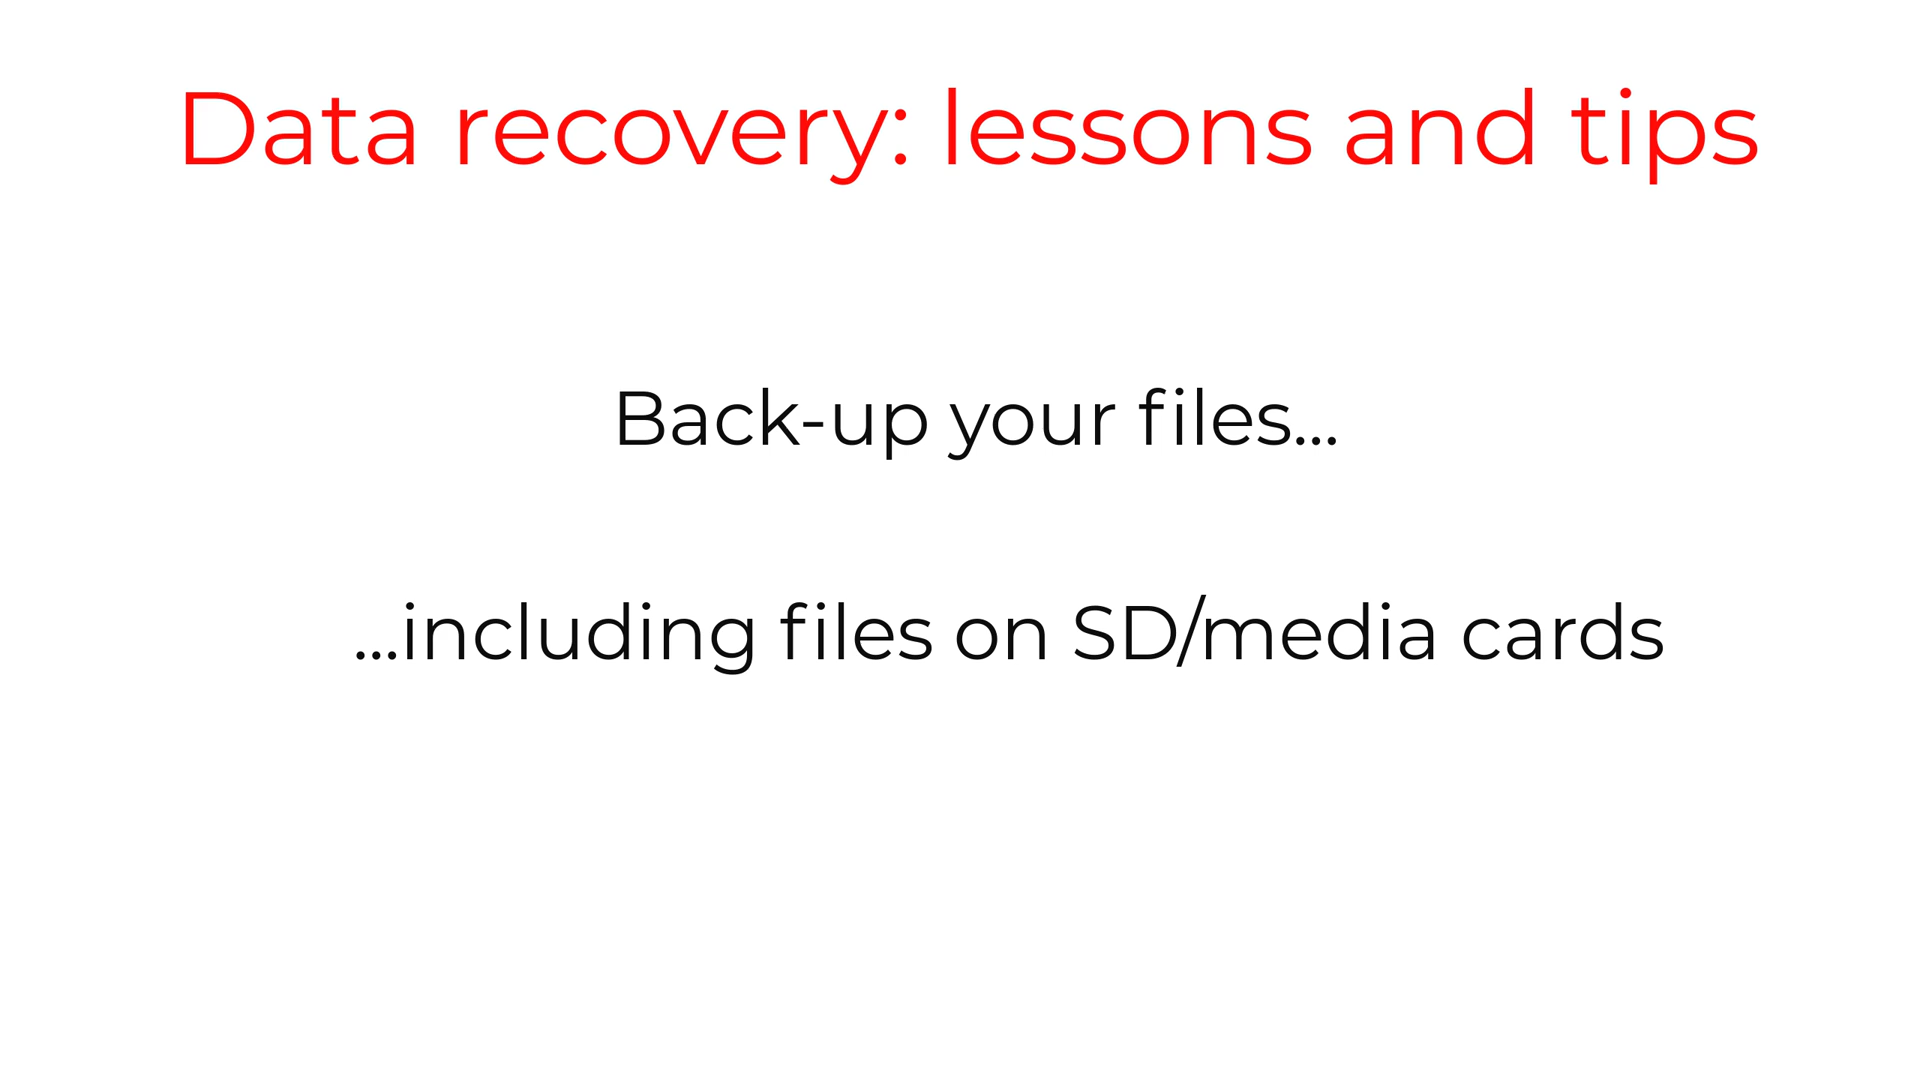 Data recovery: lessons and tips
Back-up your files...
...including files on SD/media cards